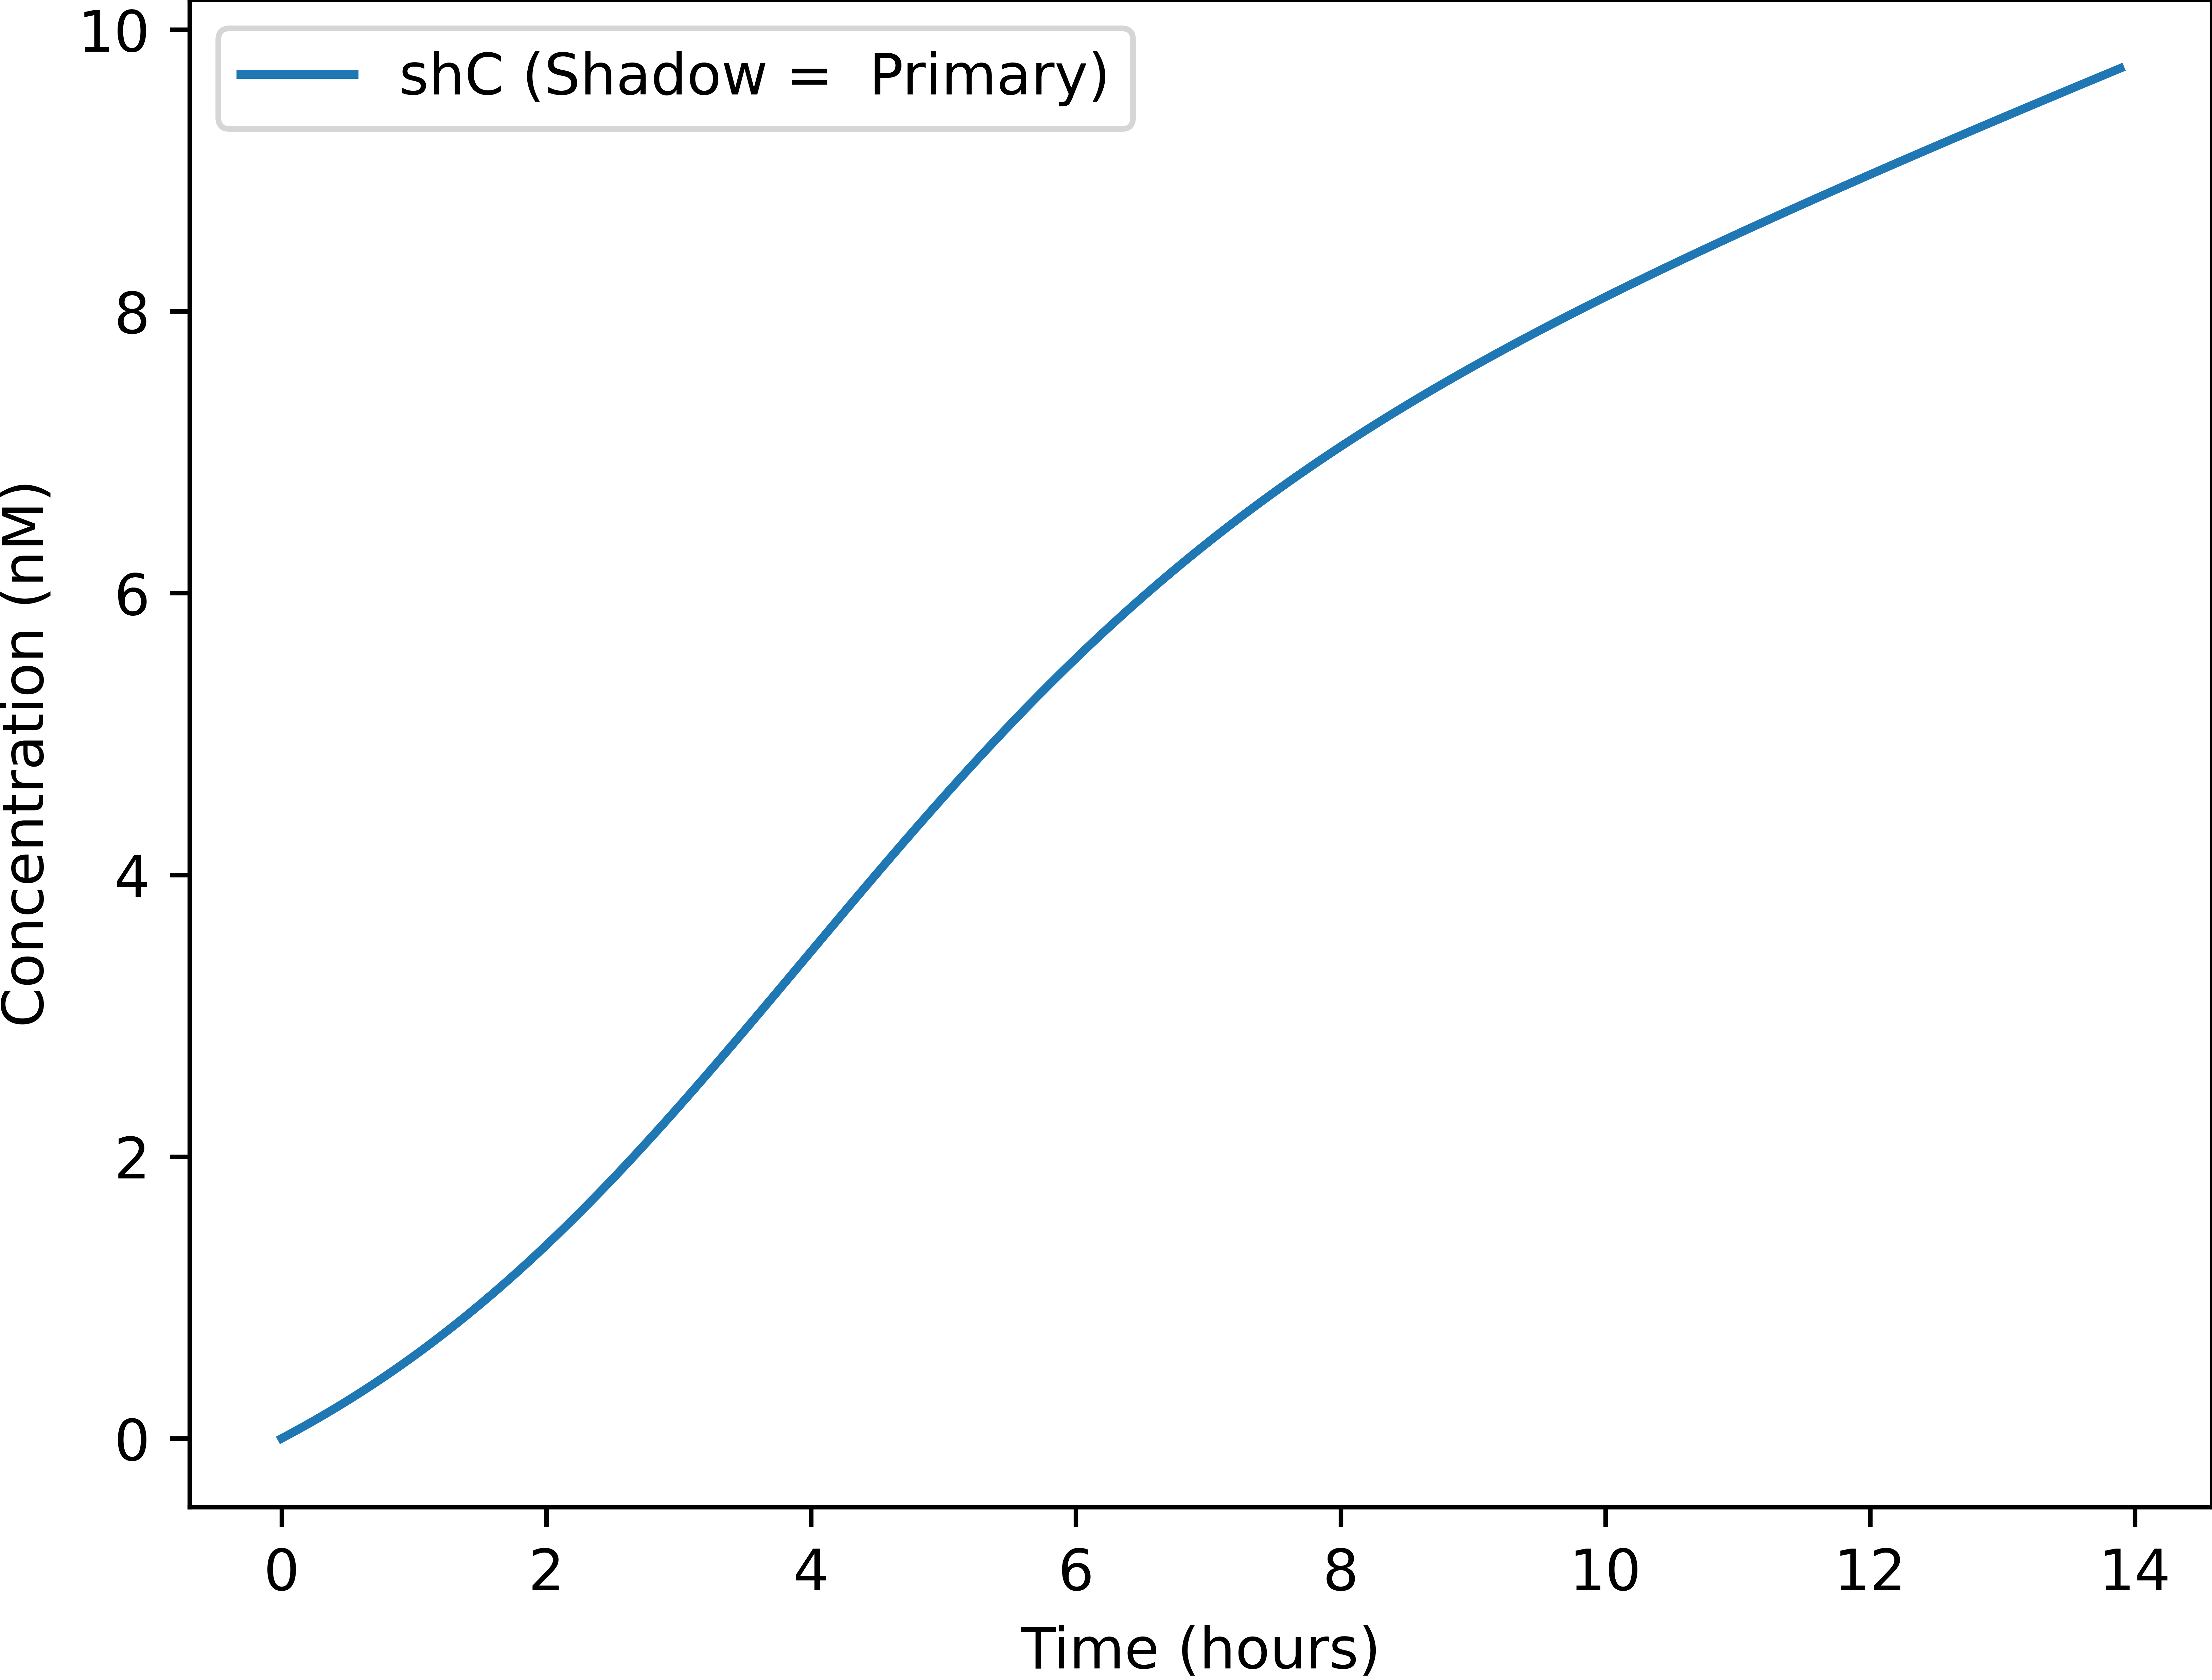 10
shC (Shadow =  Primary)
8
6
4
2
0
Concentration (nM)
0 2 4 6 8 10 12 14
Time (hours)